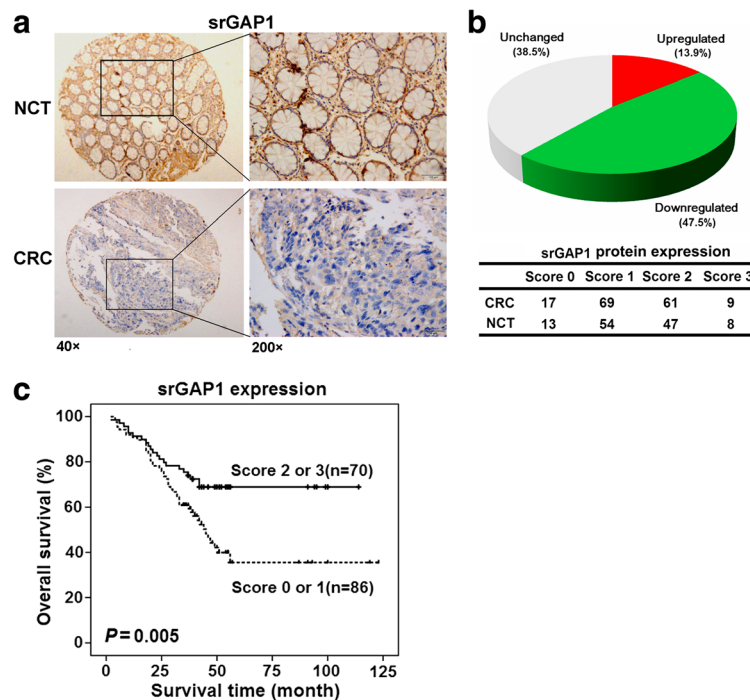 a
srGAP1
NCT
CRC
40×
200×
b
Unchanged
(38.5%)
Upregulated
(13.9%)
Downregulated
(47.5%)
srGAP1 protein expression
Score 0 Score 1 Score 2 Score 3
CRC 17 69 61 9
NCT 13 54 47 8
c
srGAP1 expression
Overall survival (%)
100
80
60
40
20
0
Score 2 or 3(n=70)
Score 0 or 1(n=86)
P=0.005
0 25 50 75 100 125
Survival time (month)